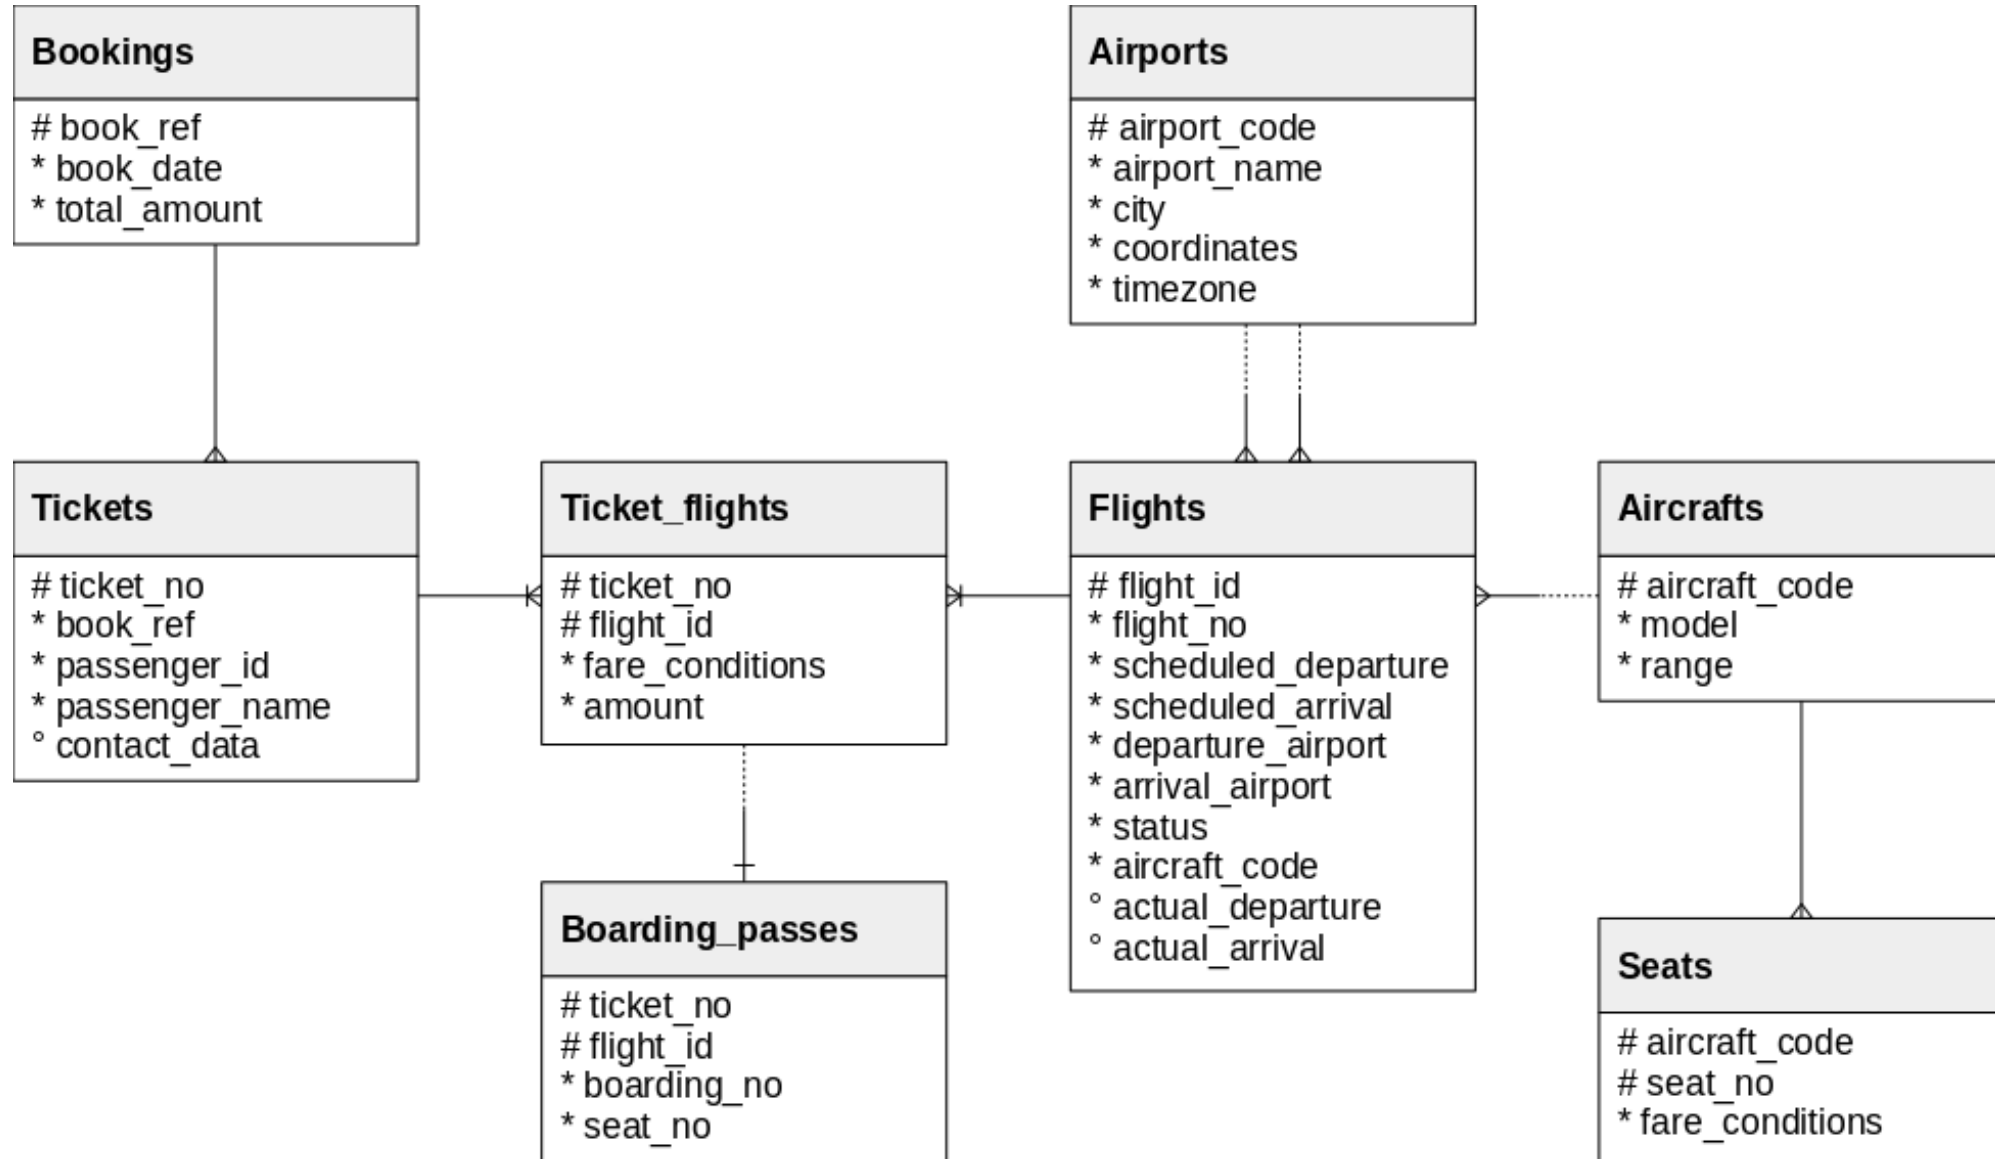 Bookings
# book_ref
* book_date
* total_amount
Airports
# airport_code
* airport_name
* city
* coordinates
* timezone
Tickets
# ticket_no
* book_ref
* passenger_id
* passenger_name
° contact_data
Ticket_flights
# ticket_no
# flight_id
* fare_conditions
* amount
Flights
# flight_id
* flight_no
* scheduled_departure
* scheduled_arrival
* departure_airport
* arrival_airport
* status
* aircraft_code
° actual_departure
° actual_arrival
Aircrafts
# aircraft_code
* model
* range
Boarding_passes
# ticket_no
# flight_id
* boarding_no
* seat_no
Seats
# aircraft_code
# seat_no
* fare_conditions